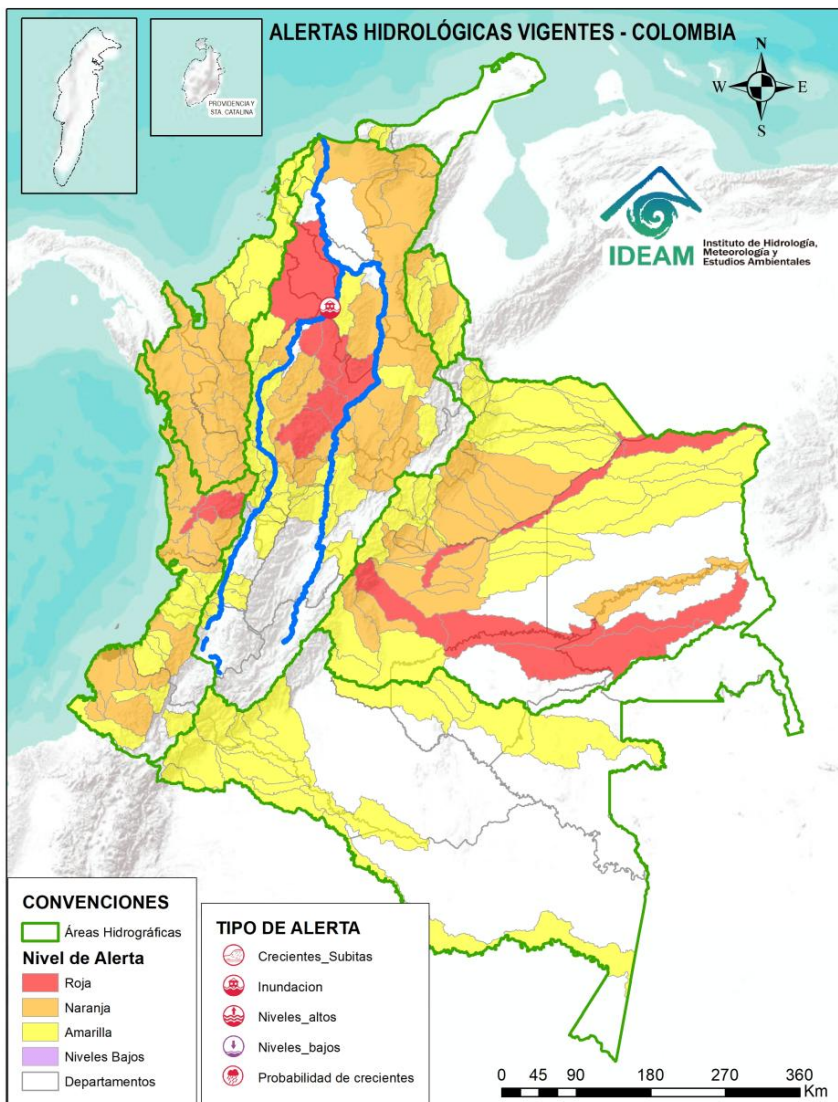 ALERTAS HIDROLÓGICAS VIGENTES - COLOMBIA
PROVIDENCIA Y
STA. CATALINA
N
W E
S
IDEAM
Instituto de Hidrología,
Meteorología y
Estudios Ambientales
CONVENCIONES
Áreas Hidrográficas
Nivel de Alerta
Roja
Naranja
Amarilla
Niveles Bajos
Departamentos
TIPO DE ALERTA
Crecientes_Subitas
Inundacion
Niveles_altos
Niveles_bajos
Probabilidad de crecientes
0 45 90 180 270 360
Km